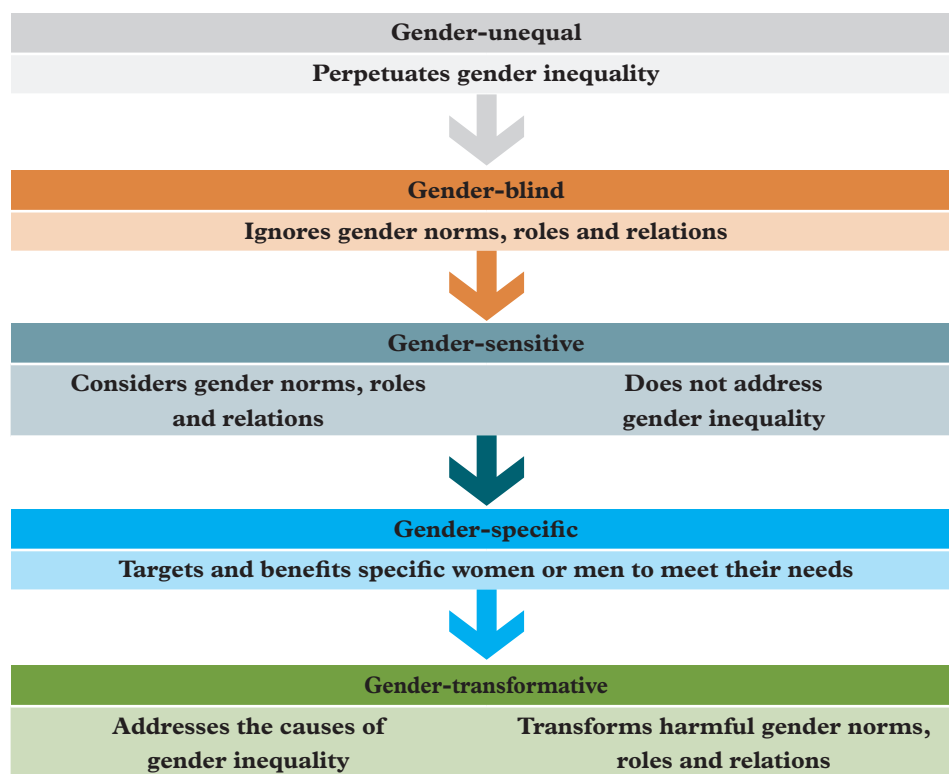 Gender-unequal
Perpetuates gender inequality
Gender-blind
Ignores gender norms, roles and relations
Gender-sensitive
Considers gender norms, roles
and relations
Does not address
gender inequality
Gender-specific
Targets and benefits specific women or men to meet their needs
Gender-transformative
Addresses the causes of
gender inequality
Transforms harmful gender norms,
roles and relations